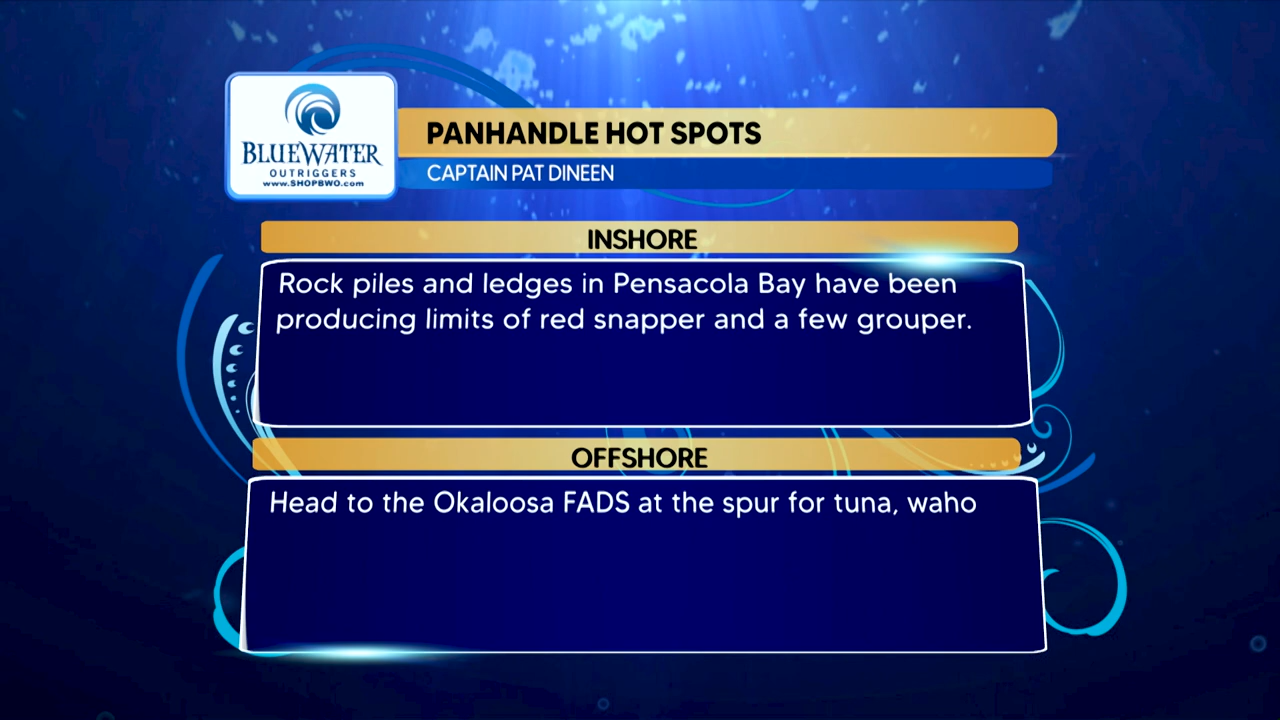 BLUEWATER
OUTRIGGERS
www.SHOPBWO.com
PANHANDLE HOT SPOTS
CAPTAIN PAT DINEEN
INSHORE
Rock piles and ledges in Pensacola Bay have been
producing limits of red snapper and a few grouper.
OFFSHORE
Head to the Okaloosa FADS at the spur for tuna, waho